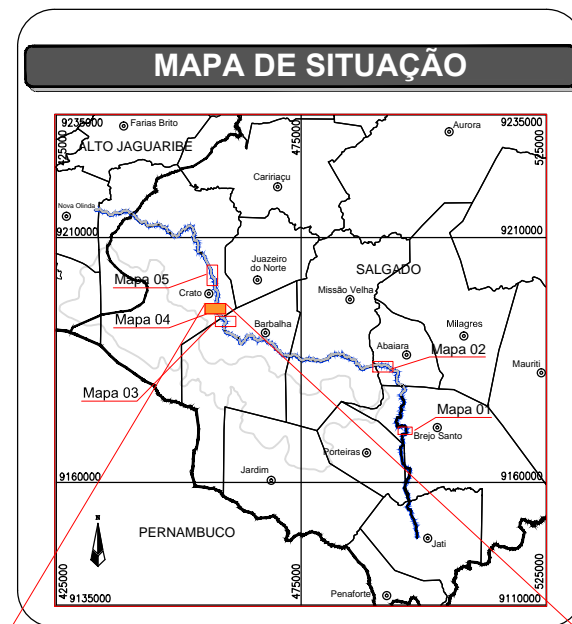 MAPA DE SITUAÇÃO
9235000
9235000
425000
475000
525000
Farias Brito
Aurora
ALTO JAGUARIBE
Caririaçu
Nova Olinda
9210000
9210000
Juazeiro
do Norte
SALGADO
Mapa 05
Crato
Missão Velha
Mapa 04
Barbalha
Milagres
Abaiara
Mapa 02
Mauriti
Mapa 03
Mapa 01
Brejo Santo
Porteiras
Jardim
9160000
9160000
PERNAMBUCO
N
Jati
425000
475000
525000
Penaforte
9135000
9110000